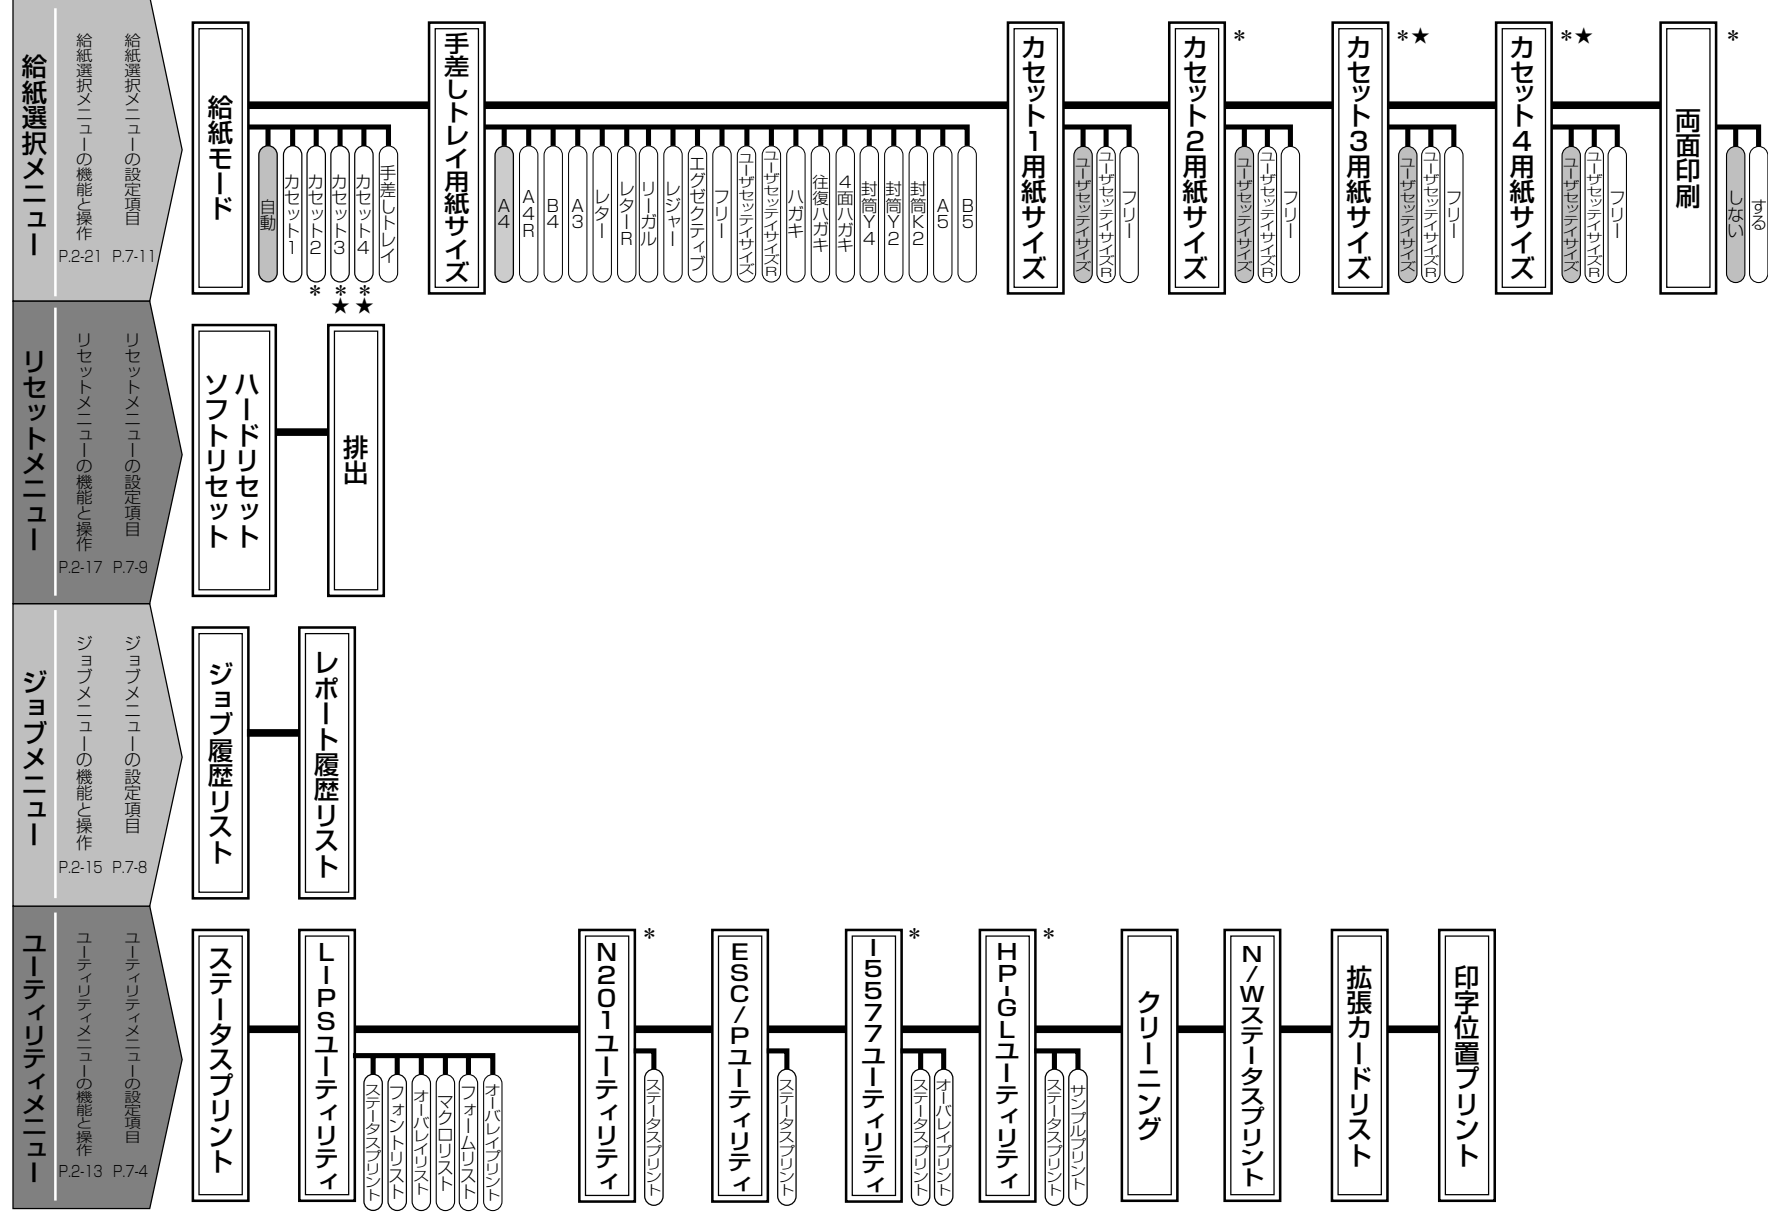 給紙選択メニュー
給紙選択メニューの機能と操作
P.2-21
給紙選択メニューの設定項目
P.7-11
給紙モード
自動
カセット1
カセット2
*
カセット3
*
★
カセット4
*
★
手差しトレイ
手差しトレイ用紙サイズ
A4
A4R
B4
A3
レター
レターR
リーガル
レジャー
エグゼクティブ
フリー
ユーザセッテイサイズ
ユーザセッテイサイズR
ハガキ
往復ハガキ
4面ハガキ
封筒Y4
封筒Y2
封筒K2
A5
B5
カセット1用紙サイズ
ユーザセッテイサイズ
ユーザセッテイサイズR
フリー
カセット2用紙サイズ
*
ユーザセッテイサイズ
ユーザセッテイサイズR
フリー
カセット3用紙サイズ
*★
ユーザセッテイサイズ
ユーザセッテイサイズR
フリー
カセット4用紙サイズ
*★
ユーザセッテイサイズ
ユーザセッテイサイズR
フリー
両面印刷
*
しない
する
リセットメニュー
リセットメニューの機能と操作
P.2-17
リセットメニューの設定項目
P.7-9
ソフトリセット
ハードリセット
排出
ジョブメニュー
ジョブメニューの機能と操作
P.2-15
ジョブメニューの設定項目
P.7-8
ジョブ履歴リスト
レポート履歴リスト
ユーティリティメニュー
ユーティリティメニューの機能と操作
P.2-13
ユーティリティメニューの設定項目
P.7-4
ステータスプリント
LIPSユーティリティ
ステータスプリント
フォントリスト
オーバレイリスト
マクロリスト
フォームリスト
オーバレイプリント
N201ユーティリティ
*
ステータスプリント
ESC/Pユーティリティ
ステータスプリント
I5577ユーティリティ
*
ステータスプリント
オーバレイプリント
HP-GLユーティリティ
*
ステータスプリント
サンプルプリント
クリーニング
N/Wステータスプリント
拡張カードリスト
印字位置プリント